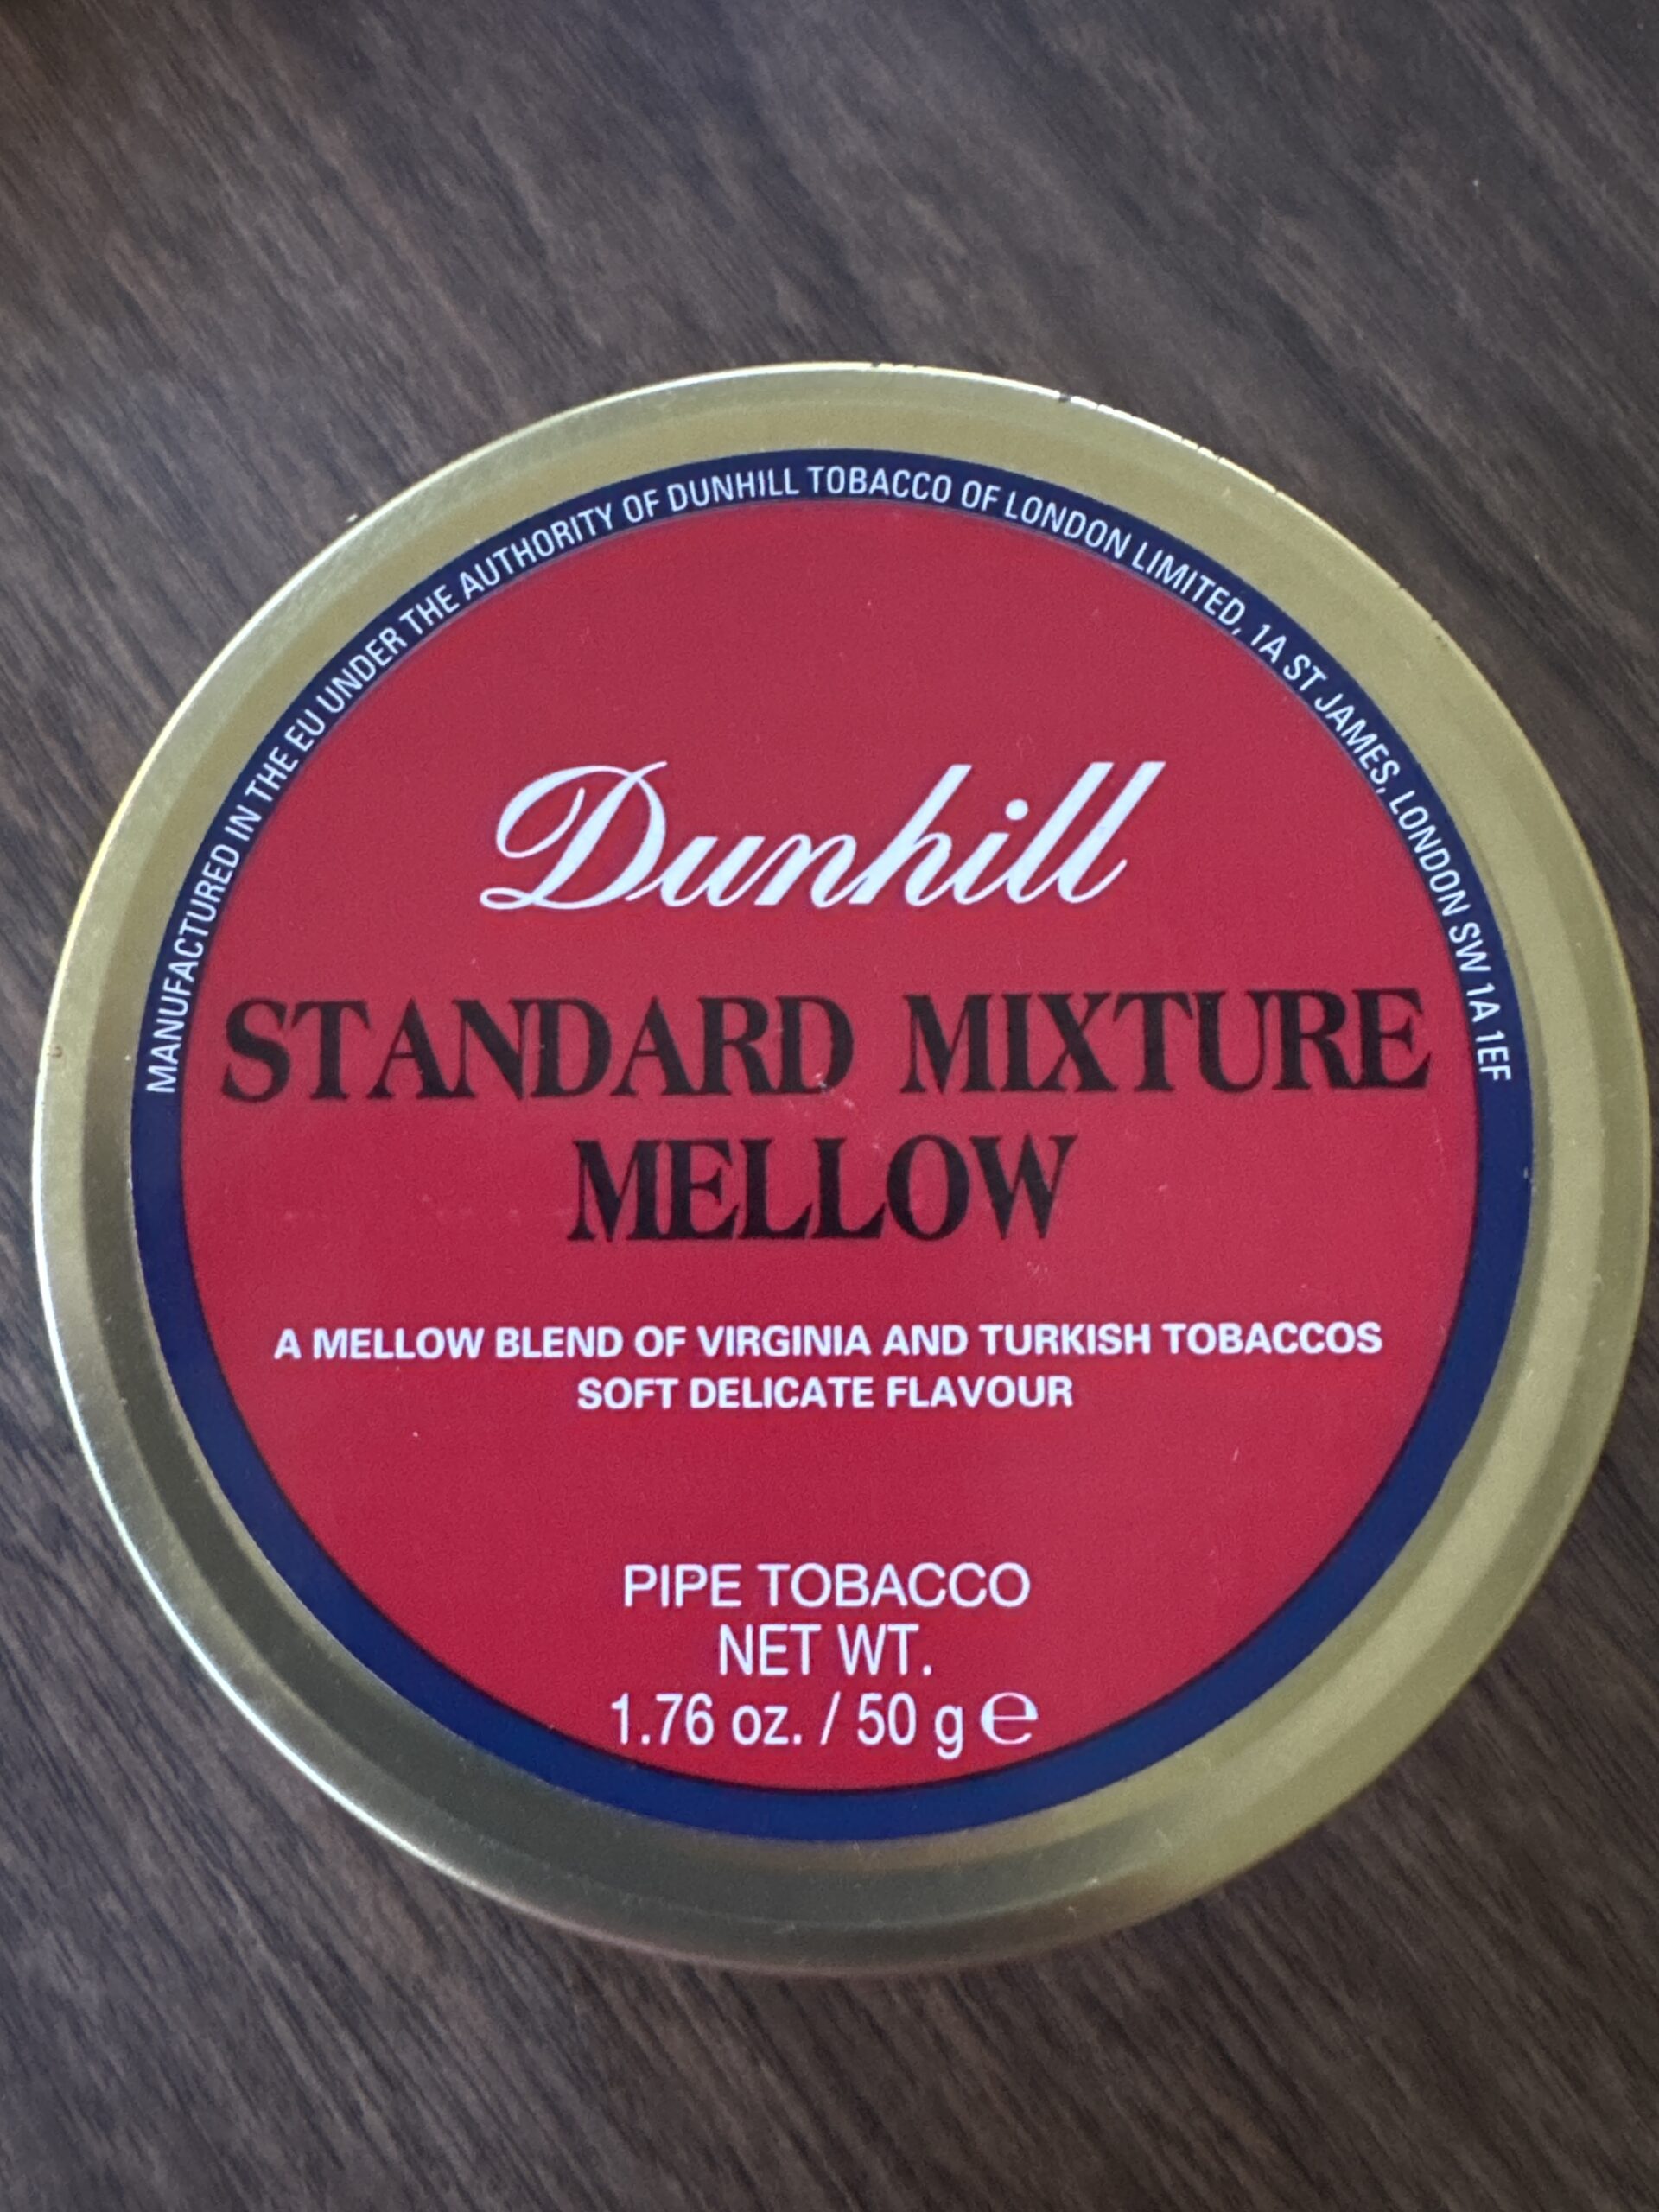 MANUFACTURED IN THE EU UNDER THE AUTHORITY OF DUNHILL TOBACCO OF LONDON LIMITED, 1A ST JAMES, LONDON SW1A 1EF
Dunhill
STANDARD MIXTURE
MELLOW
A MELLOW BLEND OF VIRGINIA AND TURKISH TOBACCOS
SOFT DELICATE FLAVOUR
PIPE TOBACCO
NET WT.
1.76 oz. / 50 g ℮